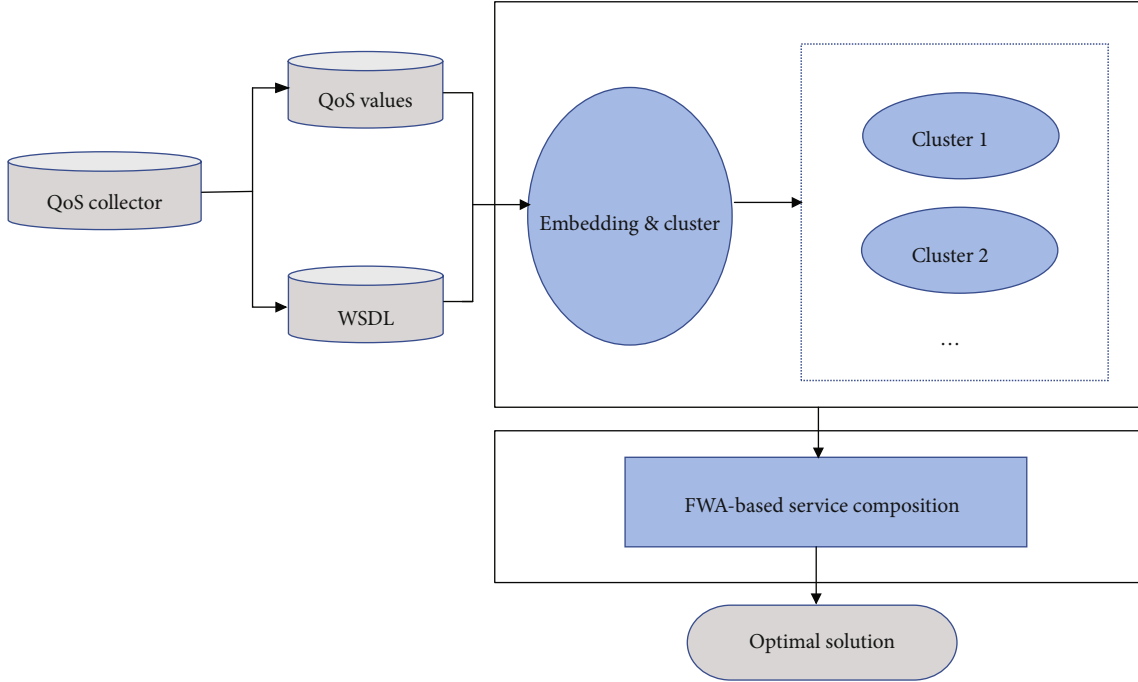 QoS collector
QoS values
WSDL
Embedding & cluster
Cluster 1
Cluster 2
...
FWA-based service composition
Optimal solution